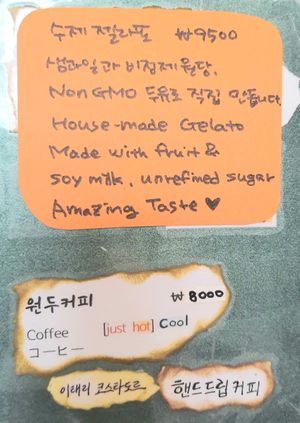 수제 젤라또 ₩9500
생과일과 비정제 원당,
Non GMO 두유로 직접 만듭니다.
House-made Gelato
Made with fruit &
soy milk, unrefined sugar
Amazing Taste ♥
원두커피 ₩8000
Coffee [just hot] Cool
コーヒー
이태리 코스타도르
핸드드립 커피